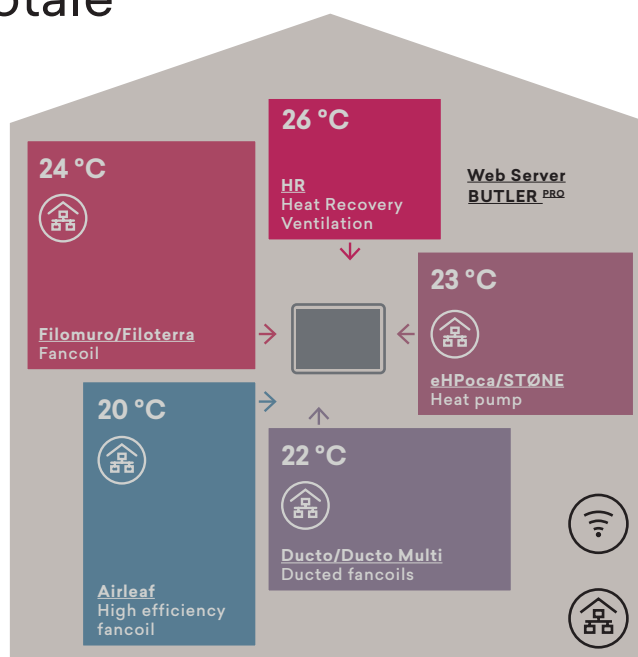 26 °C
HR
Heat Recovery
Ventilation
24 °C
Filomuro/Filoterra
Fancoil
Web Server
BUTLER PRO
23 °C
eHPoca/STØNE
Heat pump
20 °C
Airleaf
High efficiency
fancoil
22 °C
Ducto/Ducto Multi
Ducted fancoils